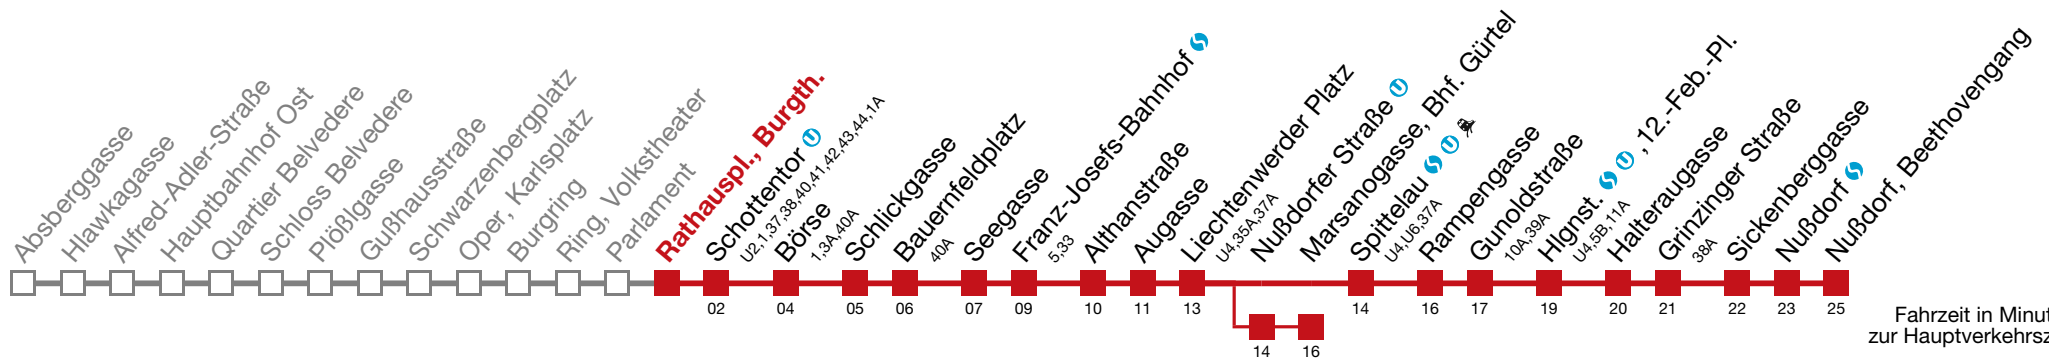 Absberggasse
Hlawkagasse
Alfred-Adler-Straße
Hauptbahnhof Ost
Quartier Belvedere
Schloss Belvedere
Plößlgasse
Gußhausstraße
Schwarzenbergplatz
Oper, Karlsplatz
Burgring
Ring, Volkstheater
Parlament
Rathauspl., Burgth.
Schottentor U
U2,1,37,38,40,41,42,43,44,1A
Börse
1,3A,40A
Schlickgasse
Bauernfeldplatz
40A
Seegasse
Franz-Josefs-Bahnhof S
5,33
Althanstraße
Augasse
Liechtenwerder Platz
U4,35A,37A
Nußdorfer Straße U
Marsanogasse, Bhf. Gürtel
Spittelau S U
U4,U6,37A
Rampengasse
Gunoldstraße
10A,39A
Hlgnst. S U , 12.-Feb.-Pl.
U4,5B,11A
Halteraugasse
Grinzinger Straße
38A
Sickenberggasse
Nußdorf S
Nußdorf, Beethovengang
02 04 05 06 07 09 10 11 13 14 16 17 19 20 21 22 23 25
14 16
Fahrzeit in Minut
zur Hauptverkehrsz